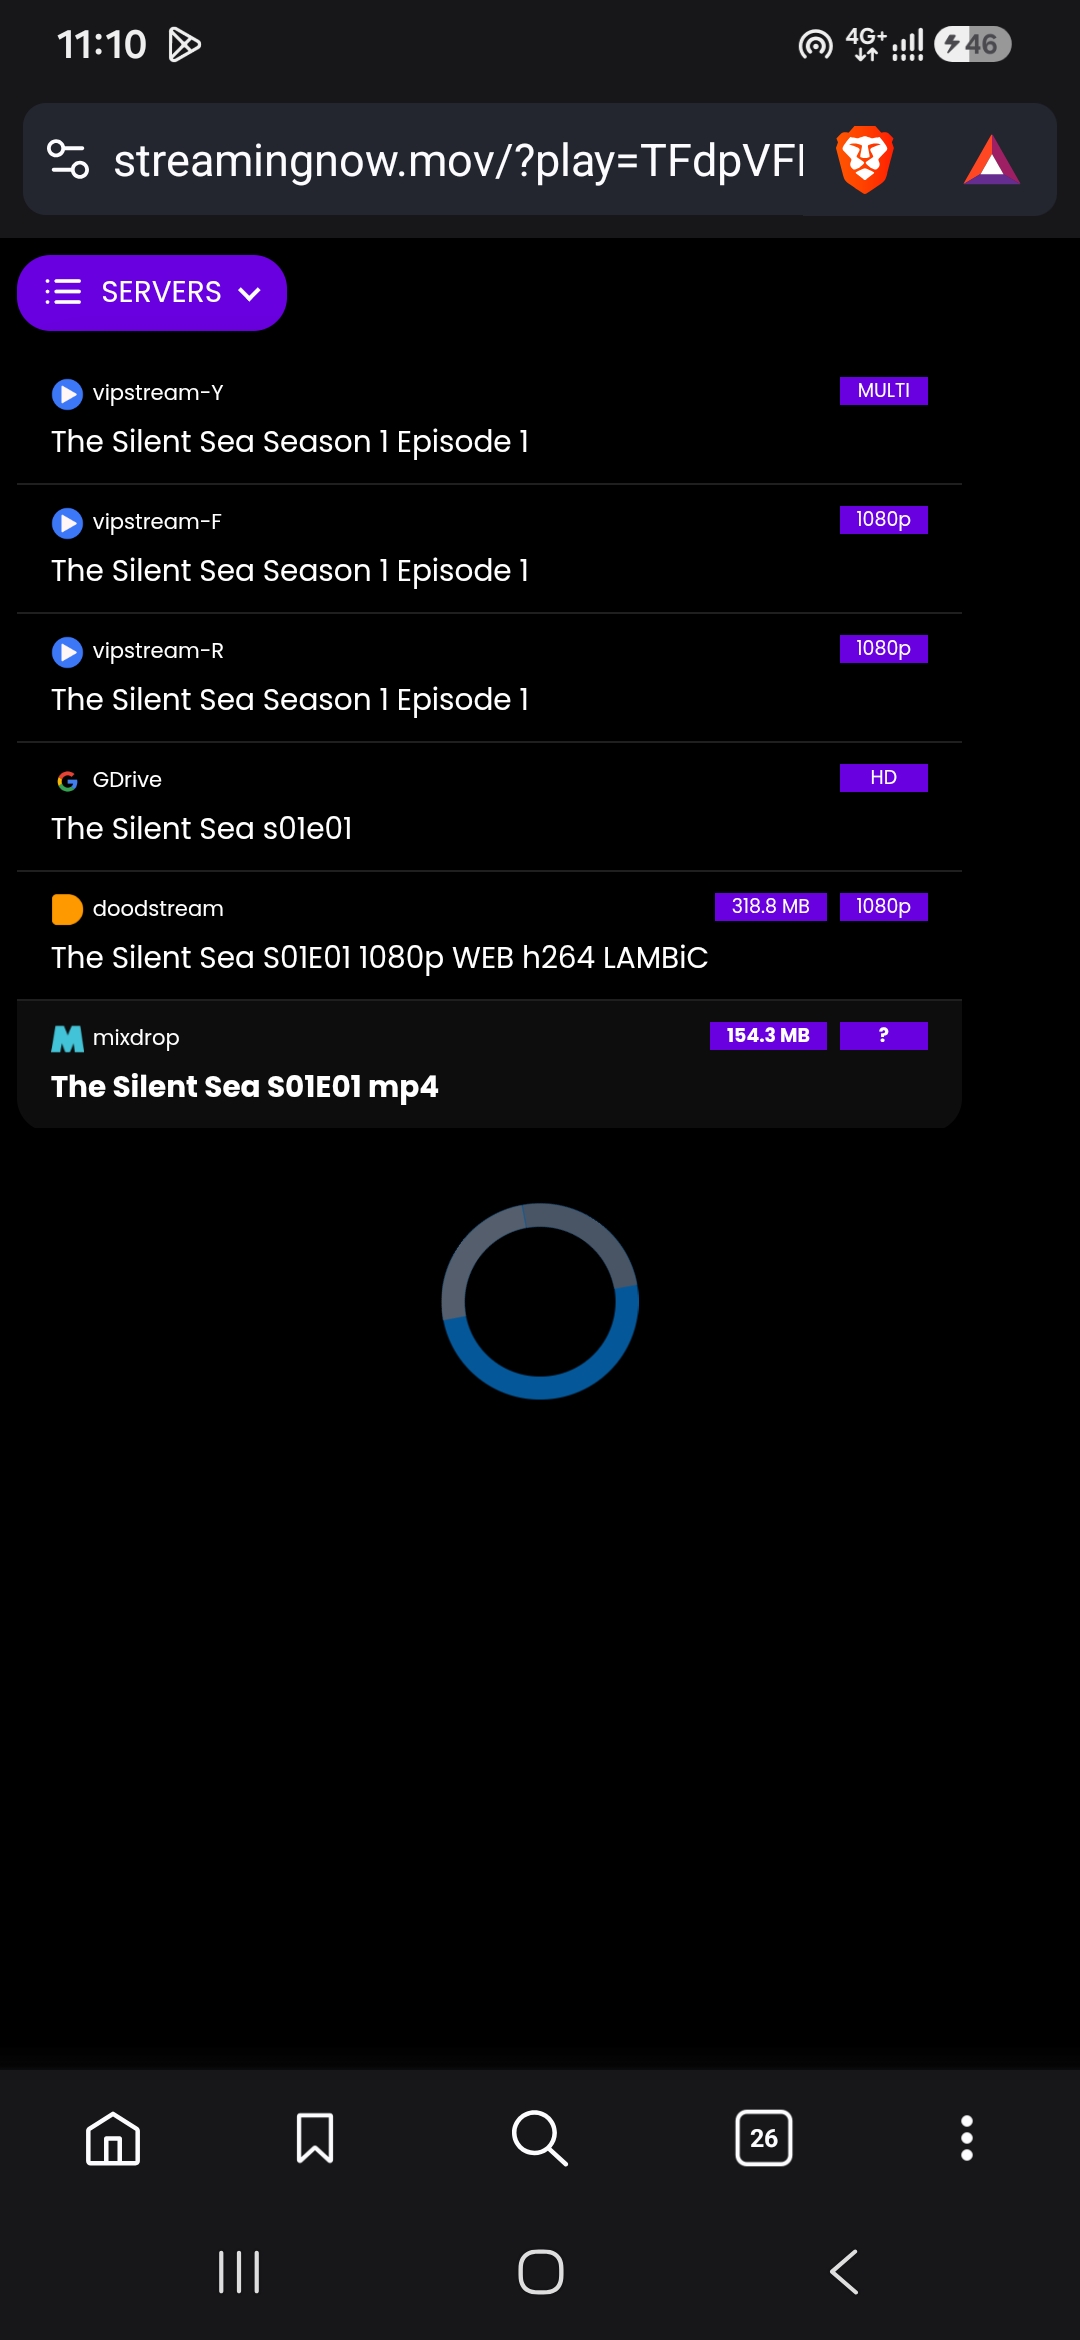 11:10
4G+
46
streamingnow.mov/?play=TFdpVF
SERVERS
vipstream-Y
MULTI
The Silent Sea Season 1 Episode 1
vipstream-F
1080p
The Silent Sea Season 1 Episode 1
vipstream-R
1080p
The Silent Sea Season 1 Episode 1
GDrive
HD
The Silent Sea s01e01
doodstream
318.8 MB
1080p
The Silent Sea S01E01 1080p WEB h264 LAMBiC
mixdrop
154.3 MB
?
The Silent Sea S01E01 mp4
26